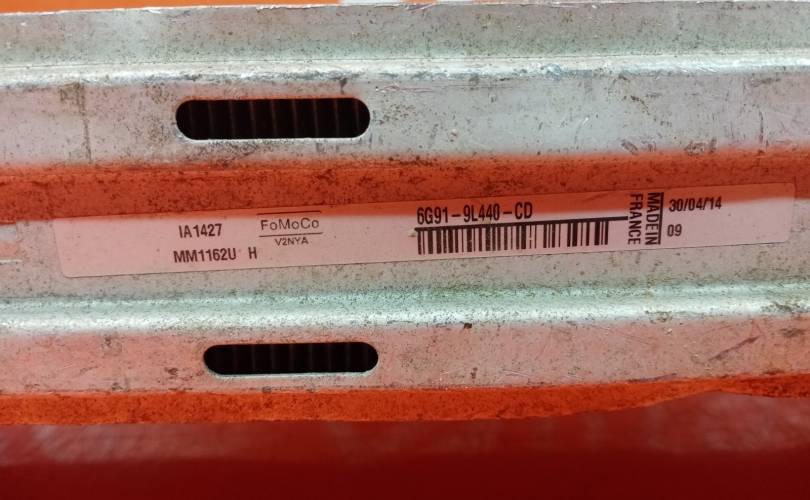 IA1427
MM1162U H
FoMoCo
V2NYA
6G91-9L440-CD
MADE IN
FRANCE
30/04/14
09